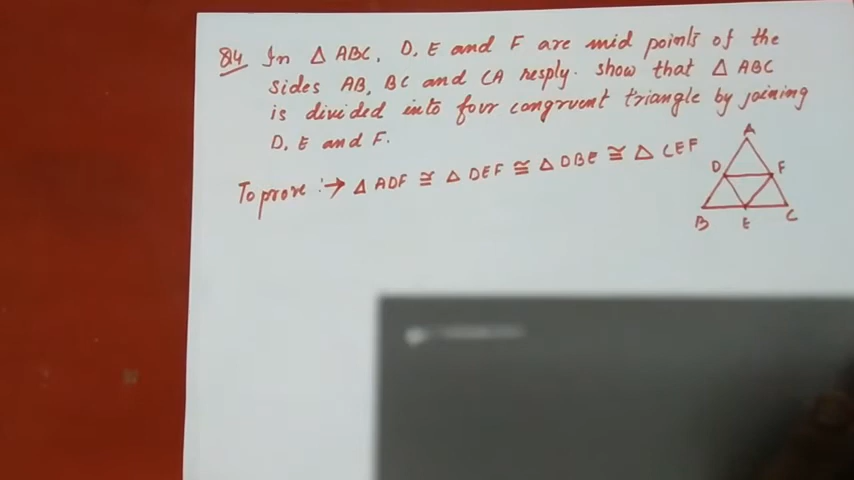 Q4 In △ ABC, D, E and F are mid points of the
sides AB, BC and CA resply. show that △ ABC
is divided into four congruent triangle by joining
D, E and F.
To prove :→ △ ADF ≅ △ DEF ≅ △ DBE ≅ △ CEF
A
D F
B E C